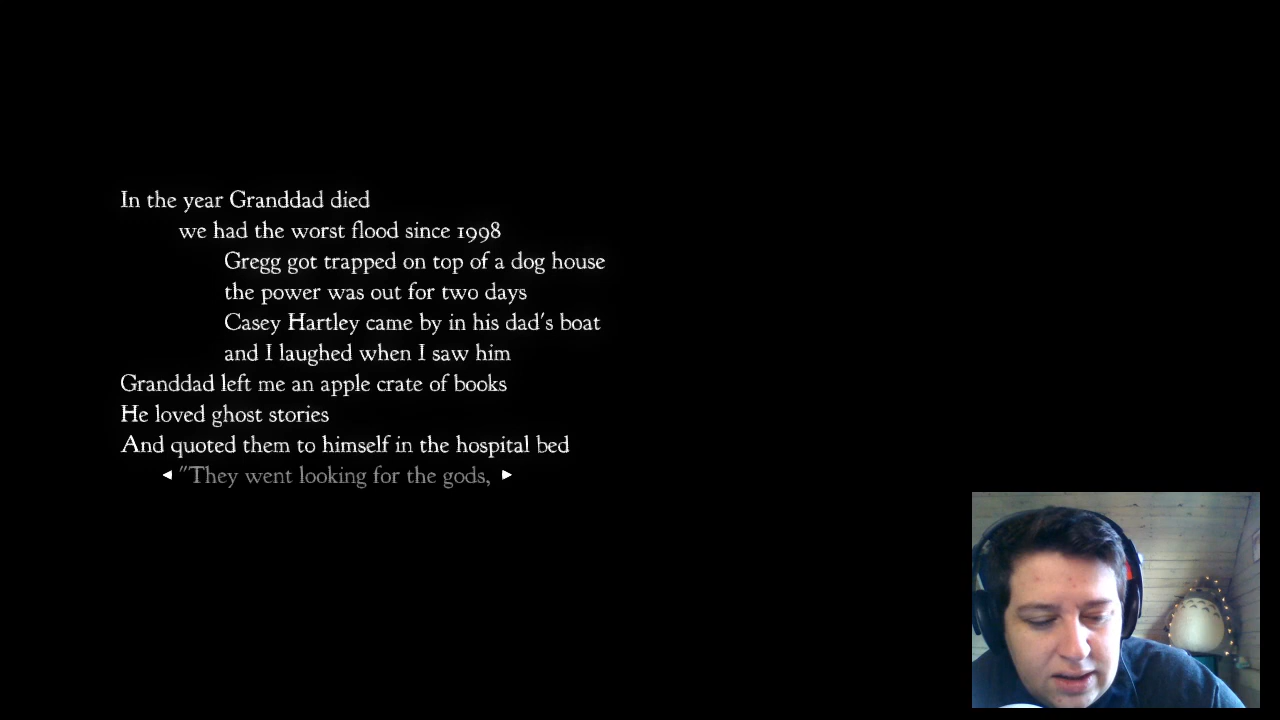 In the year Granddad died
we had the worst flood since 1998
Gregg got trapped on top of a dog house
the power was out for two days
Casey Hartley came by in his dad's boat
and I laughed when I saw him
Granddad left me an apple crate of books
He loved ghost stories
And quoted them to himself in the hospital bed
"They went looking for the gods,